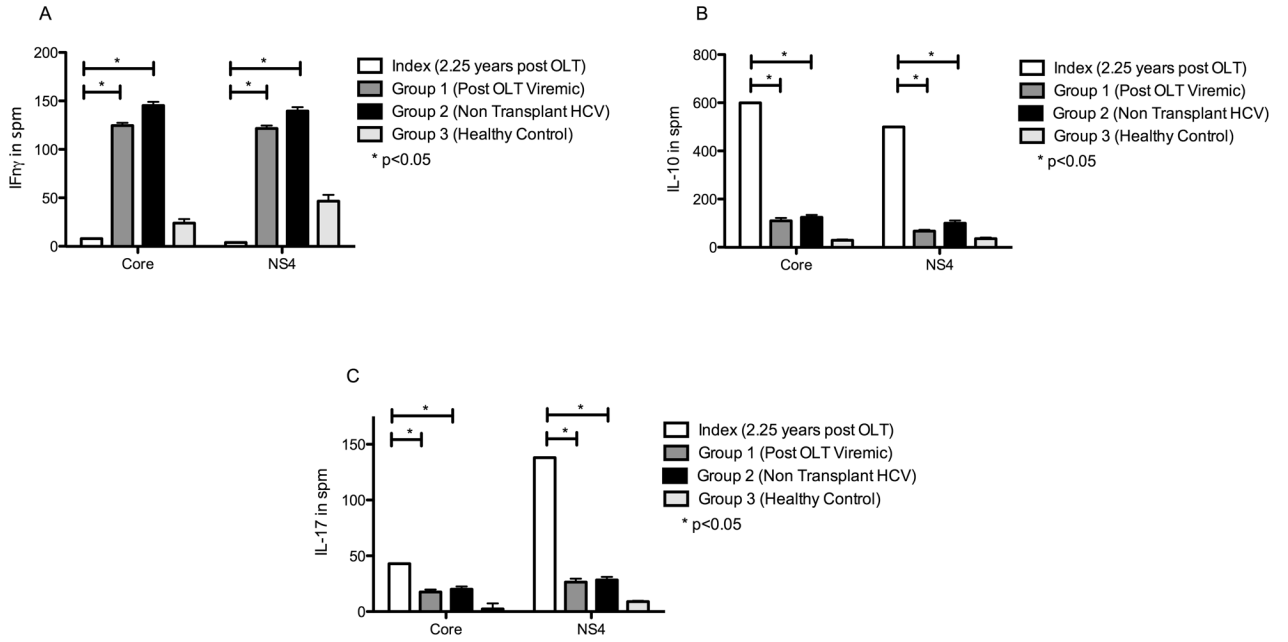 A
IFnγ in spm
200
150
100
50
0
*
*
*
*
Core
NS4
Index (2.25 years post OLT)
Group 1 (Post OLT Viremic)
Group 2 (Non Transplant HCV)
Group 3 (Healthy Control)
* p<0.05
B
IL-10 in spm
800
600
400
200
0
*
*
*
*
Core
NS4
Index (2.25 years post OLT)
Group 1 (Post OLT Viremic)
Group 2 (Non Transplant HCV)
Group 3 (Healthy Control)
* p<0.05
C
IL-17 in spm
150
100
50
0
*
*
*
*
Core
NS4
Index (2.25 years post OLT)
Group 1 (Post OLT Viremic)
Group 2 (Non Transplant HCV)
Group 3 (Healthy Control)
* p<0.05